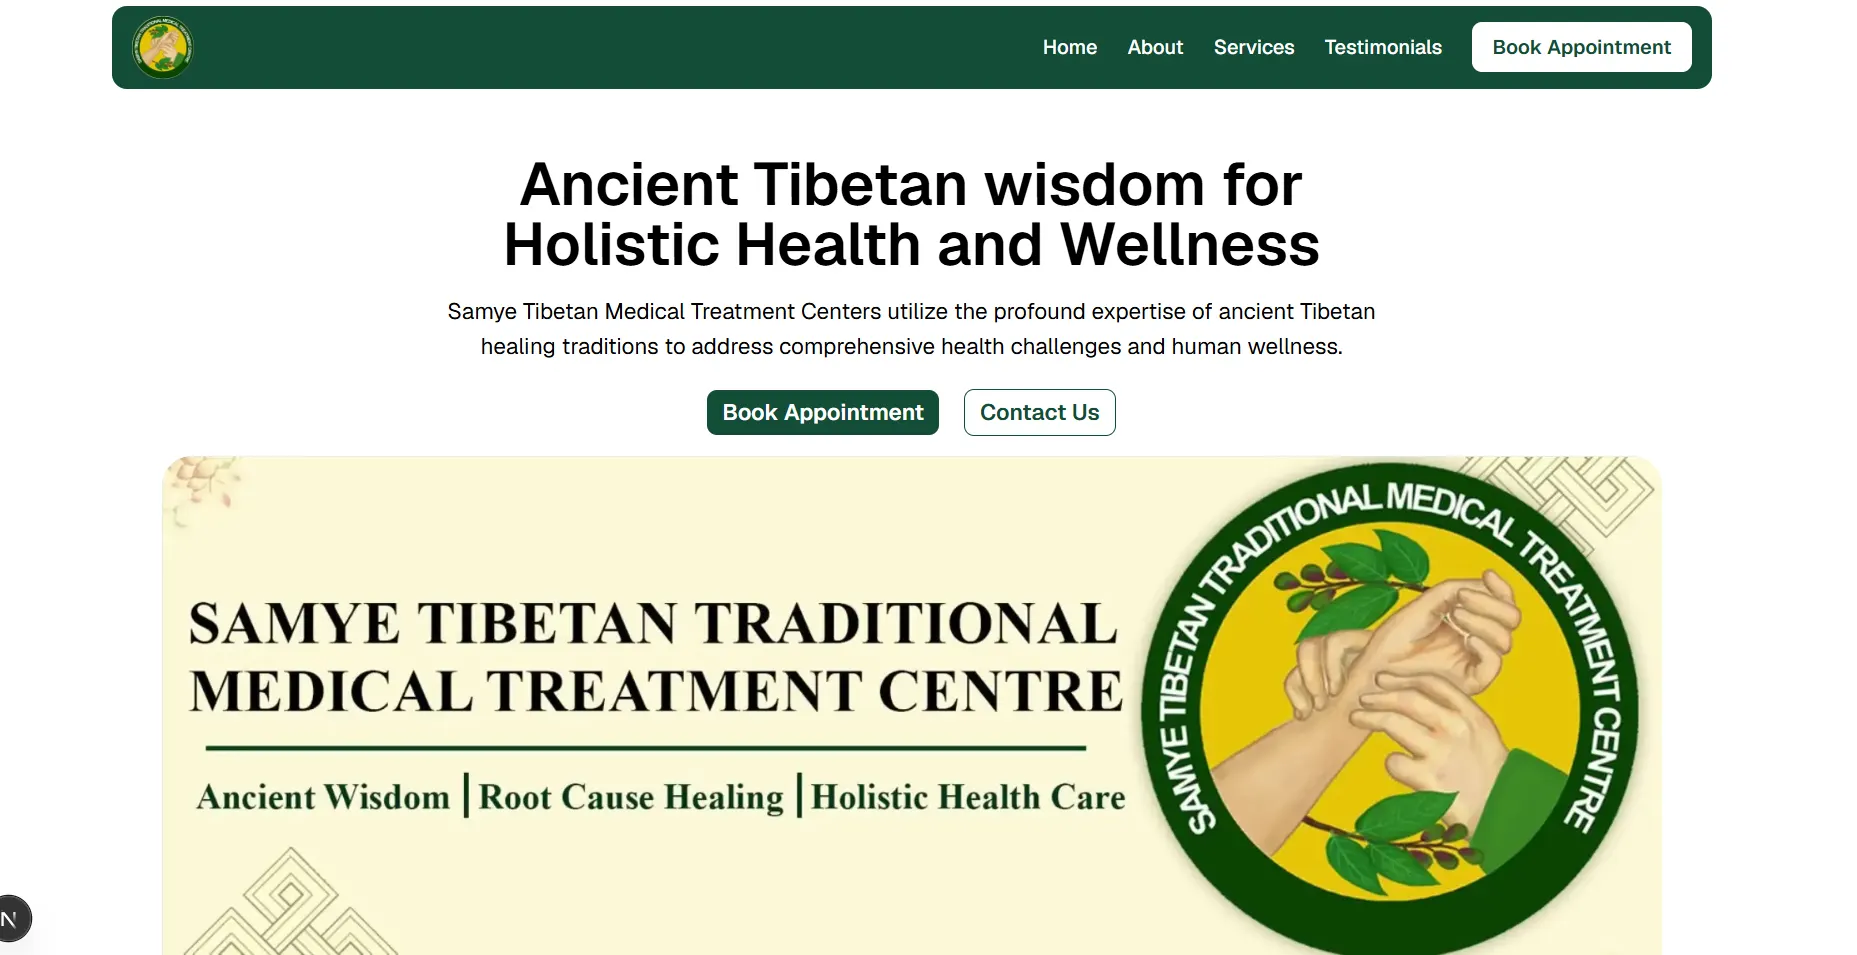 Home
About
Services
Testimonials
Book Appointment
Ancient Tibetan wisdom for
Holistic Health and Wellness
Samye Tibetan Medical Treatment Centers utilize the profound expertise of ancient Tibetan
healing traditions to address comprehensive health challenges and human wellness.
Book Appointment
Contact Us
SAMYE TIBETAN TRADITIONAL
MEDICAL TREATMENT CENTRE
Ancient Wisdom | Root Cause Healing | Holistic Health Care
SAMYE TIBETAN TRADITIONAL MEDICAL TREATMENT CENTRE
N